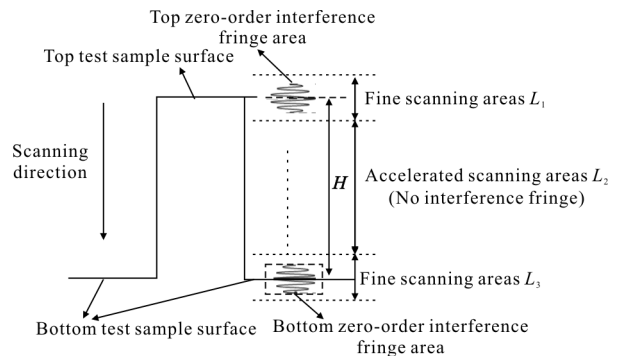 Top zero-order interference
fringe area
Top test sample surface
Fine scanning areas L₁
Scanning
direction
H
Accelerated scanning areas L₂
(No interference fringe)
Fine scanning areas L₃
Bottom test sample surface
Bottom zero-order interference
fringe area